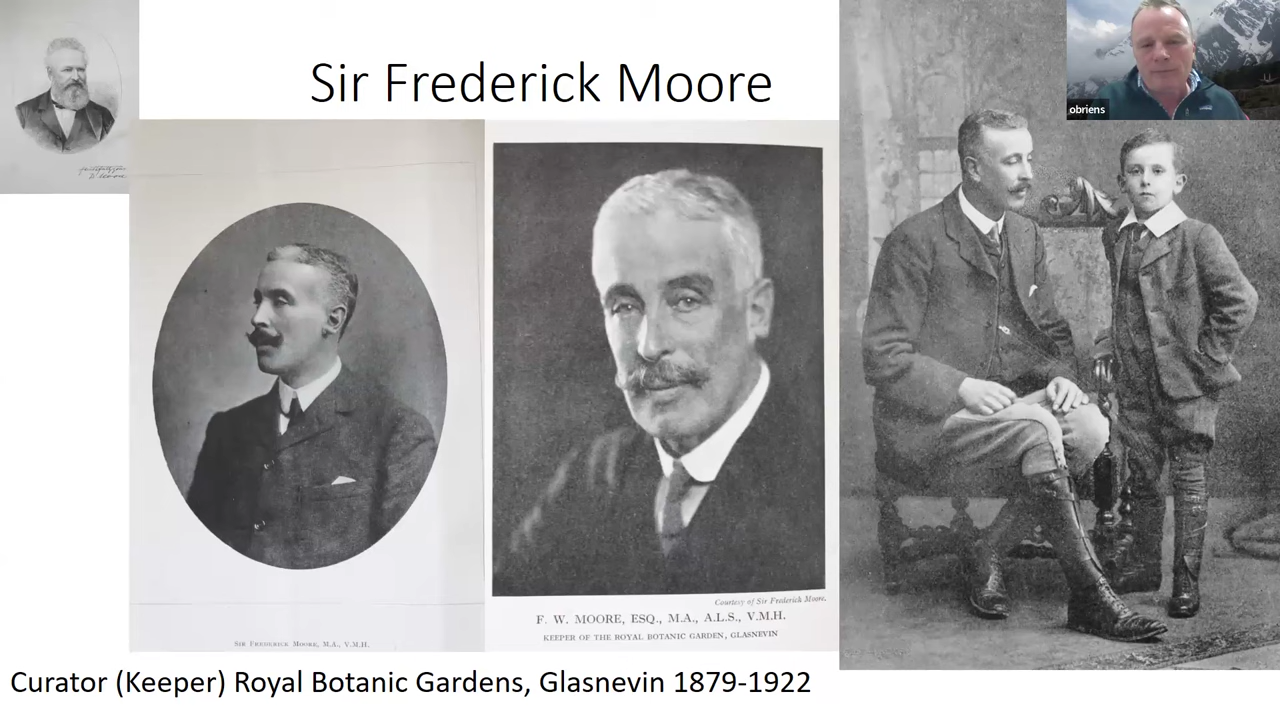 Sir Frederick Moore
obriens
Courtesy of Sir Frederick Moore.
F. W. MOORE, ESQ., M.A., A.L.S., V.M.H.
KEEPER OF THE ROYAL BOTANIC GARDEN, GLASNEVIN
SIR FREDERICK MOORE, M.A., V.M.H.
Curator (Keeper) Royal Botanic Gardens, Glasnevin 1879-1922